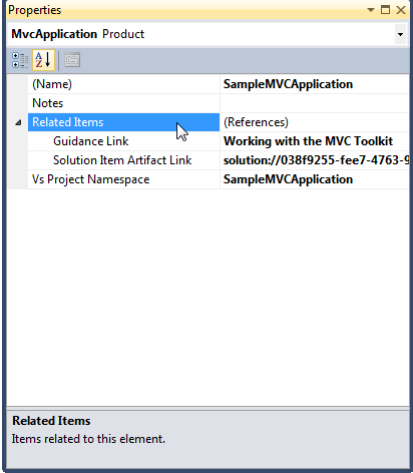 Properties
MvcApplication Product
(Name) SampleMVCApplication
Notes
Related Items (References)
Guidance Link Working with the MVC Toolkit
Solution Item Artifact Link solution://038f9255-fee7-4763-9
Vs Project Namespace SampleMVCApplication
Related Items
Items related to this element.